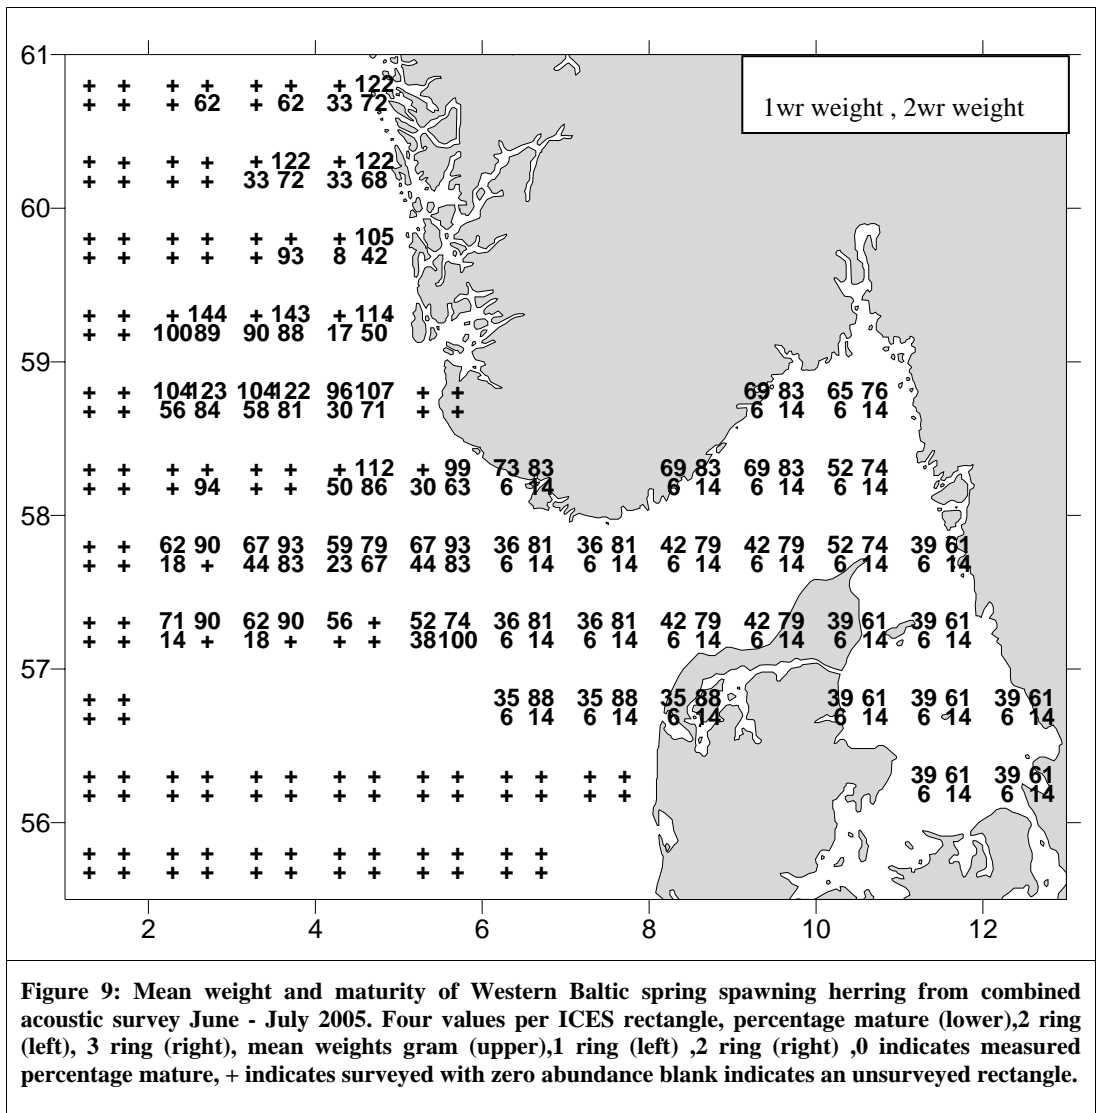 61
+ + + + + + + 122
+ + + 62 + 62 33 72
1wr weight , 2wr weight
+ + + + + 122 + 122
+ + + + 33 72 33 68
60
+ + + + + + + 105
+ + + + + 93 8 42
+ + + 144 + 143 + 114
+ + 100 89 90 88 17 50
59
+ + 104 123 104 122 96 107 + + 69 83 65 76
+ + 56 84 58 81 30 71 + + 6 14 6 14
+ + + + + + + 112 + 99 73 83 69 83 69 83 52 74
+ + + 94 + + 50 86 30 63 6 14 6 14 6 14 6 14
58
+ + 62 90 67 93 59 79 67 93 36 81 36 81 42 79 42 79 52 74 39 61
+ + 18 + 44 83 23 67 44 83 6 14 6 14 6 14 6 14 6 14 6 14
+ + 71 90 62 90 56 + 52 74 36 81 36 81 42 79 42 79 39 61 39 61
+ + 14 + 18 + + + 38 100 6 14 6 14 6 14 6 14 6 14 6 14
57
+ + 35 88 35 88 35 88 39 61 39 61 39 61
+ + 6 14 6 14 6 14 6 14 6 14 6 14
+ + + + + + + + + + + + + + + + 39 61 39 61
+ + + + + + + + + + + + + + + + 6 14 6 14
56
+ + + + + + + + + + + +
+ + + + + + + + + + + +
2 4 6 8 10 12
Figure 9: Mean weight and maturity of Western Baltic spring spawning herring from combined
acoustic survey June - July 2005. Four values per ICES rectangle, percentage mature (lower),2 ring
(left), 3 ring (right), mean weights gram (upper),1 ring (left) ,2 ring (right) ,0 indicates measured
percentage mature, + indicates surveyed with zero abundance blank indicates an unsurveyed rectangle.